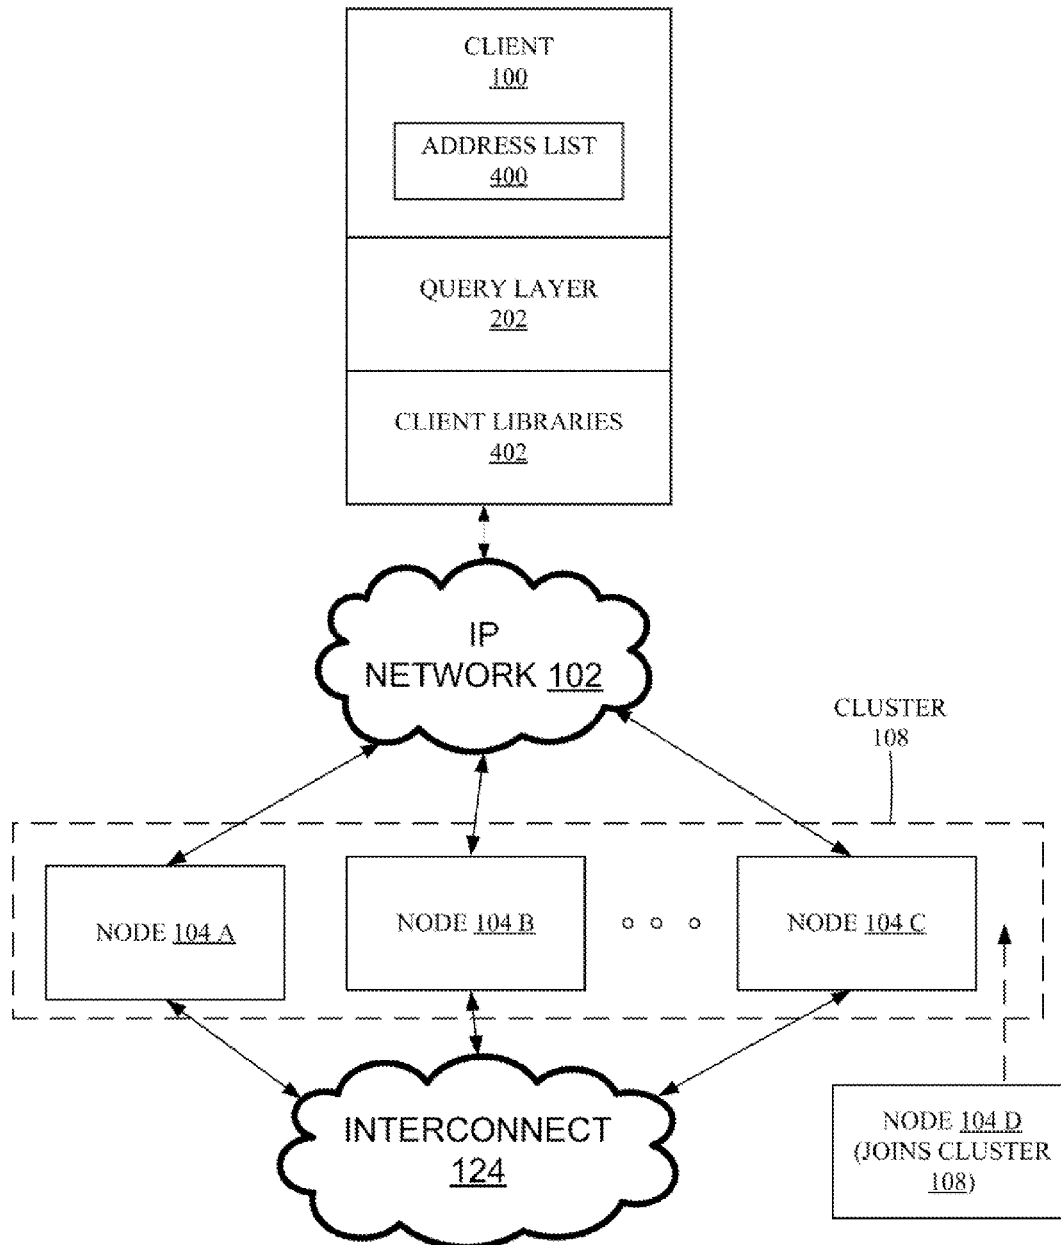 CLIENT
100
ADDRESS LIST
400
QUERY LAYER
202
CLIENT LIBRARIES
402
IP
NETWORK 102
CLUSTER
108
NODE 104 A
NODE 104 B
NODE 104 C
INTERCONNECT
124
NODE 104 D
(JOINS CLUSTER
108)